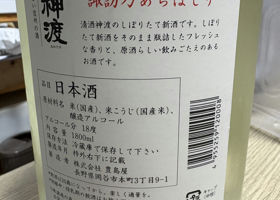 神渡
諏訪乃あらばしり
清酒神渡のしぼりたて新酒です。しぼり
たて新酒をそのまま瓶詰したフレッシュ
な香りと、原酒らしい飲みごたえのある
お酒です。
品目 日本酒
原材料名 米(国産)、米こうじ(国産米)、
醸造アルコール
アルコール分 18度
内容量 1800ml
保存方法 冷蔵庫で保存して下さい
製造年月 枠外右下に記載
製造者 株式会社 豊島屋
長野県岡谷市本町3丁目9-1
4955219120908